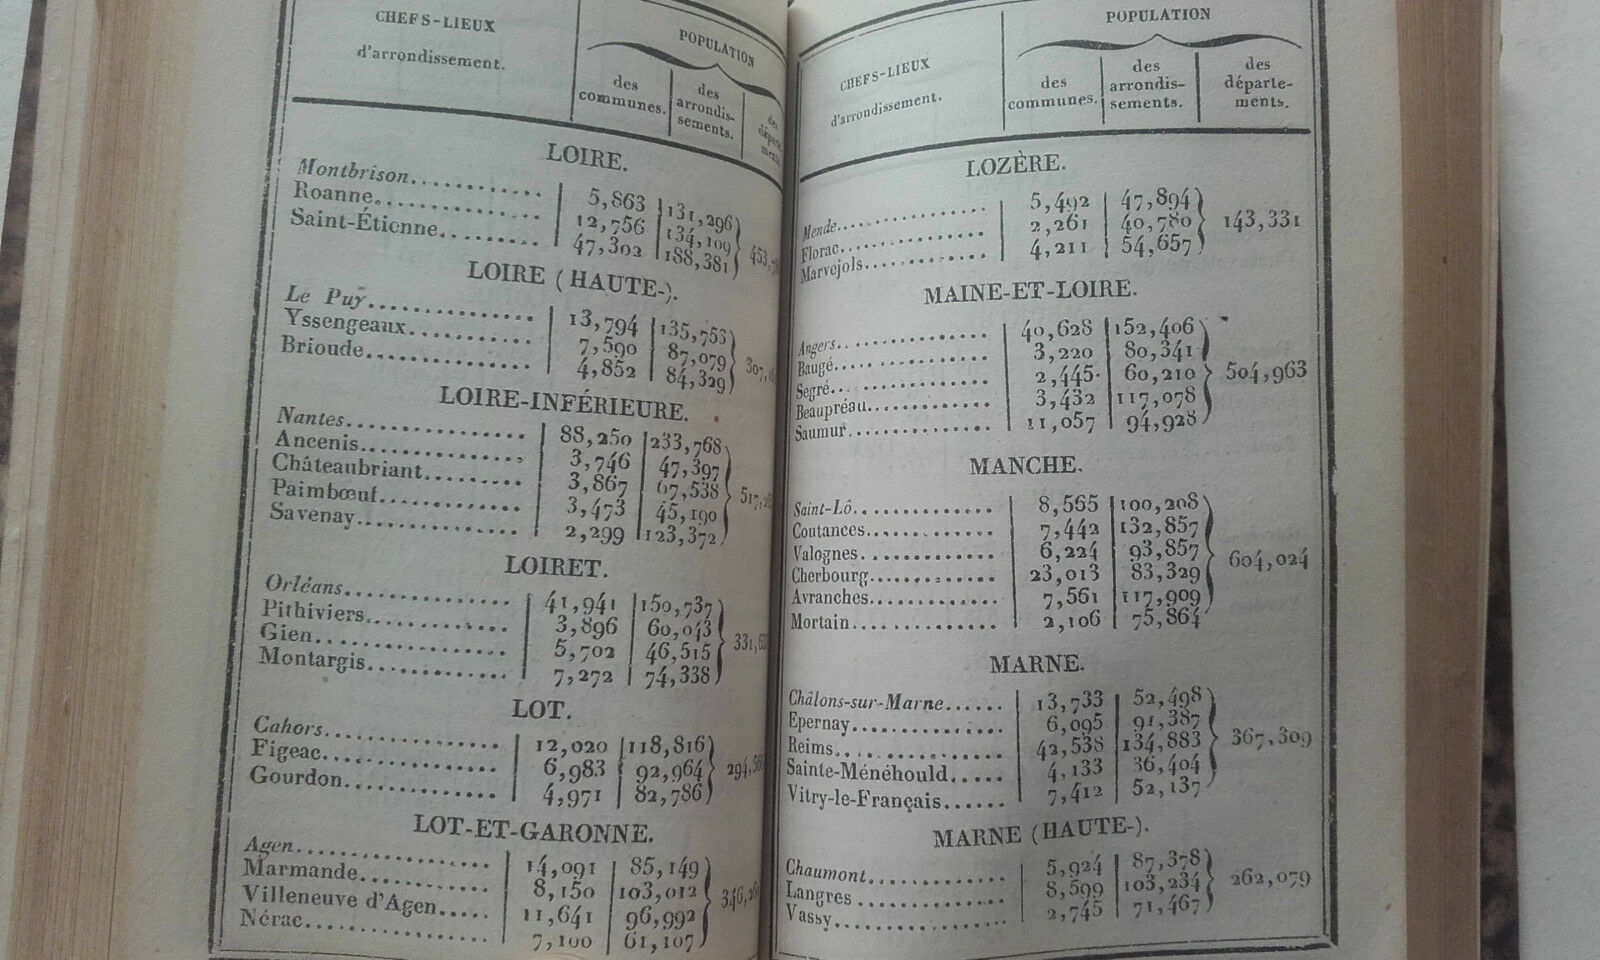 CHEFS-LIEUX
d'arrondissement.
POPULATION
des communes.
des arrondis-sements.
des départe-ments.
LOIRE.
Montbrison............ 5,863 131,296
Roanne............ 12,756 134,109
Saint-Étienne......... 47,302 188,381
LOIRE (HAUTE-).
Le Puy............ 13,794 135,753
Yssengeaux............ 7,590 87,079
Brioude............ 4,852 84,329
LOIRE-INFÉRIEURE.
Nantes............ 88,250 233,768
Ancenis............ 3,746 47,397
Châteaubriant......... 3,867 67,538
Paimbœuf............ 3,473 45,190
Savenay............ 2,299 123,372
LOIRET.
Orléans............ 41,941 150,737
Pithiviers............ 3,896 60,043
Gien............ 5,702 46,515
Montargis............ 7,272 74,338
LOT.
Cahors............ 12,020 118,816
Figeac............ 6,983 92,964
Gourdon............ 4,971 82,786
LOT-ET-GARONNE.
Agen............ 14,091 85,149
Marmande............ 8,150 103,012
Villeneuve d'Agen..... 11,641 96,992
Nérac............ 7,100 61,107
CHEFS-LIEUX
d'arrondissement.
POPULATION
des communes.
des arrondis-sements.
des départe-ments.
LOZÈRE.
Mende............ 5,492 47,894
Florac............ 2,261 40,780 143,331
Marvejols............ 4,211 54,657
MAINE-ET-LOIRE.
Angers............ 40,628 152,406
Baugé............ 3,220 80,341
Segré............ 2,445 60,210 504,963
Beaupréau............ 3,432 117,078
Saumur............ 11,057 94,928
MANCHE.
Saint-Lô............ 8,565 100,208
Coutances............ 7,442 132,857
Valognes............ 6,224 93,857 604,024
Cherbourg............ 23,013 83,329
Avranches............ 7,561 117,909
Mortain............ 2,106 75,864
MARNE.
Châlons-sur-Marne...... 13,733 52,498
Epernay............ 6,095 91,387
Reims............ 42,538 134,883 367,309
Sainte-Ménéhould..... 4,133 36,404
Vitry-le-Français...... 7,412 52,137
MARNE (HAUTE-).
Chaumont............ 5,924 87,378
Langres............ 8,599 103,234 262,079
Vassy............ 2,745 71,467